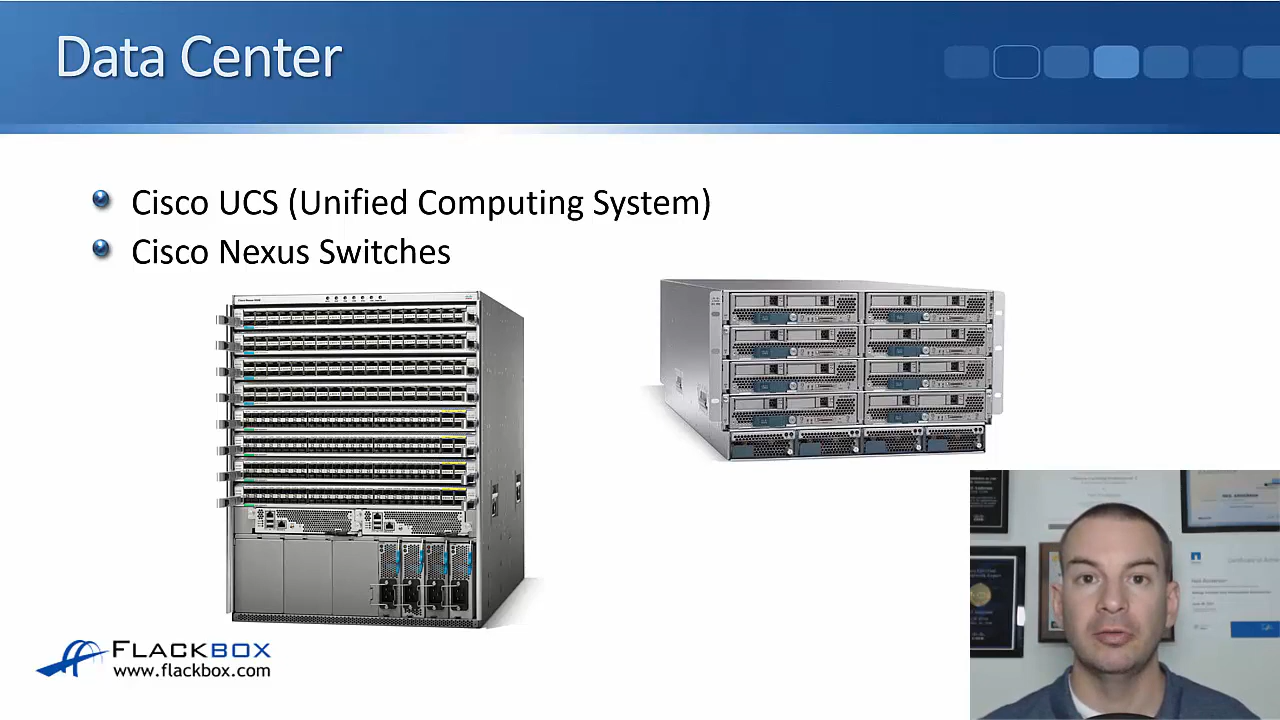 Data Center
Cisco UCS (Unified Computing System)
Cisco Nexus Switches
FLACKBOX
www.flackbox.com